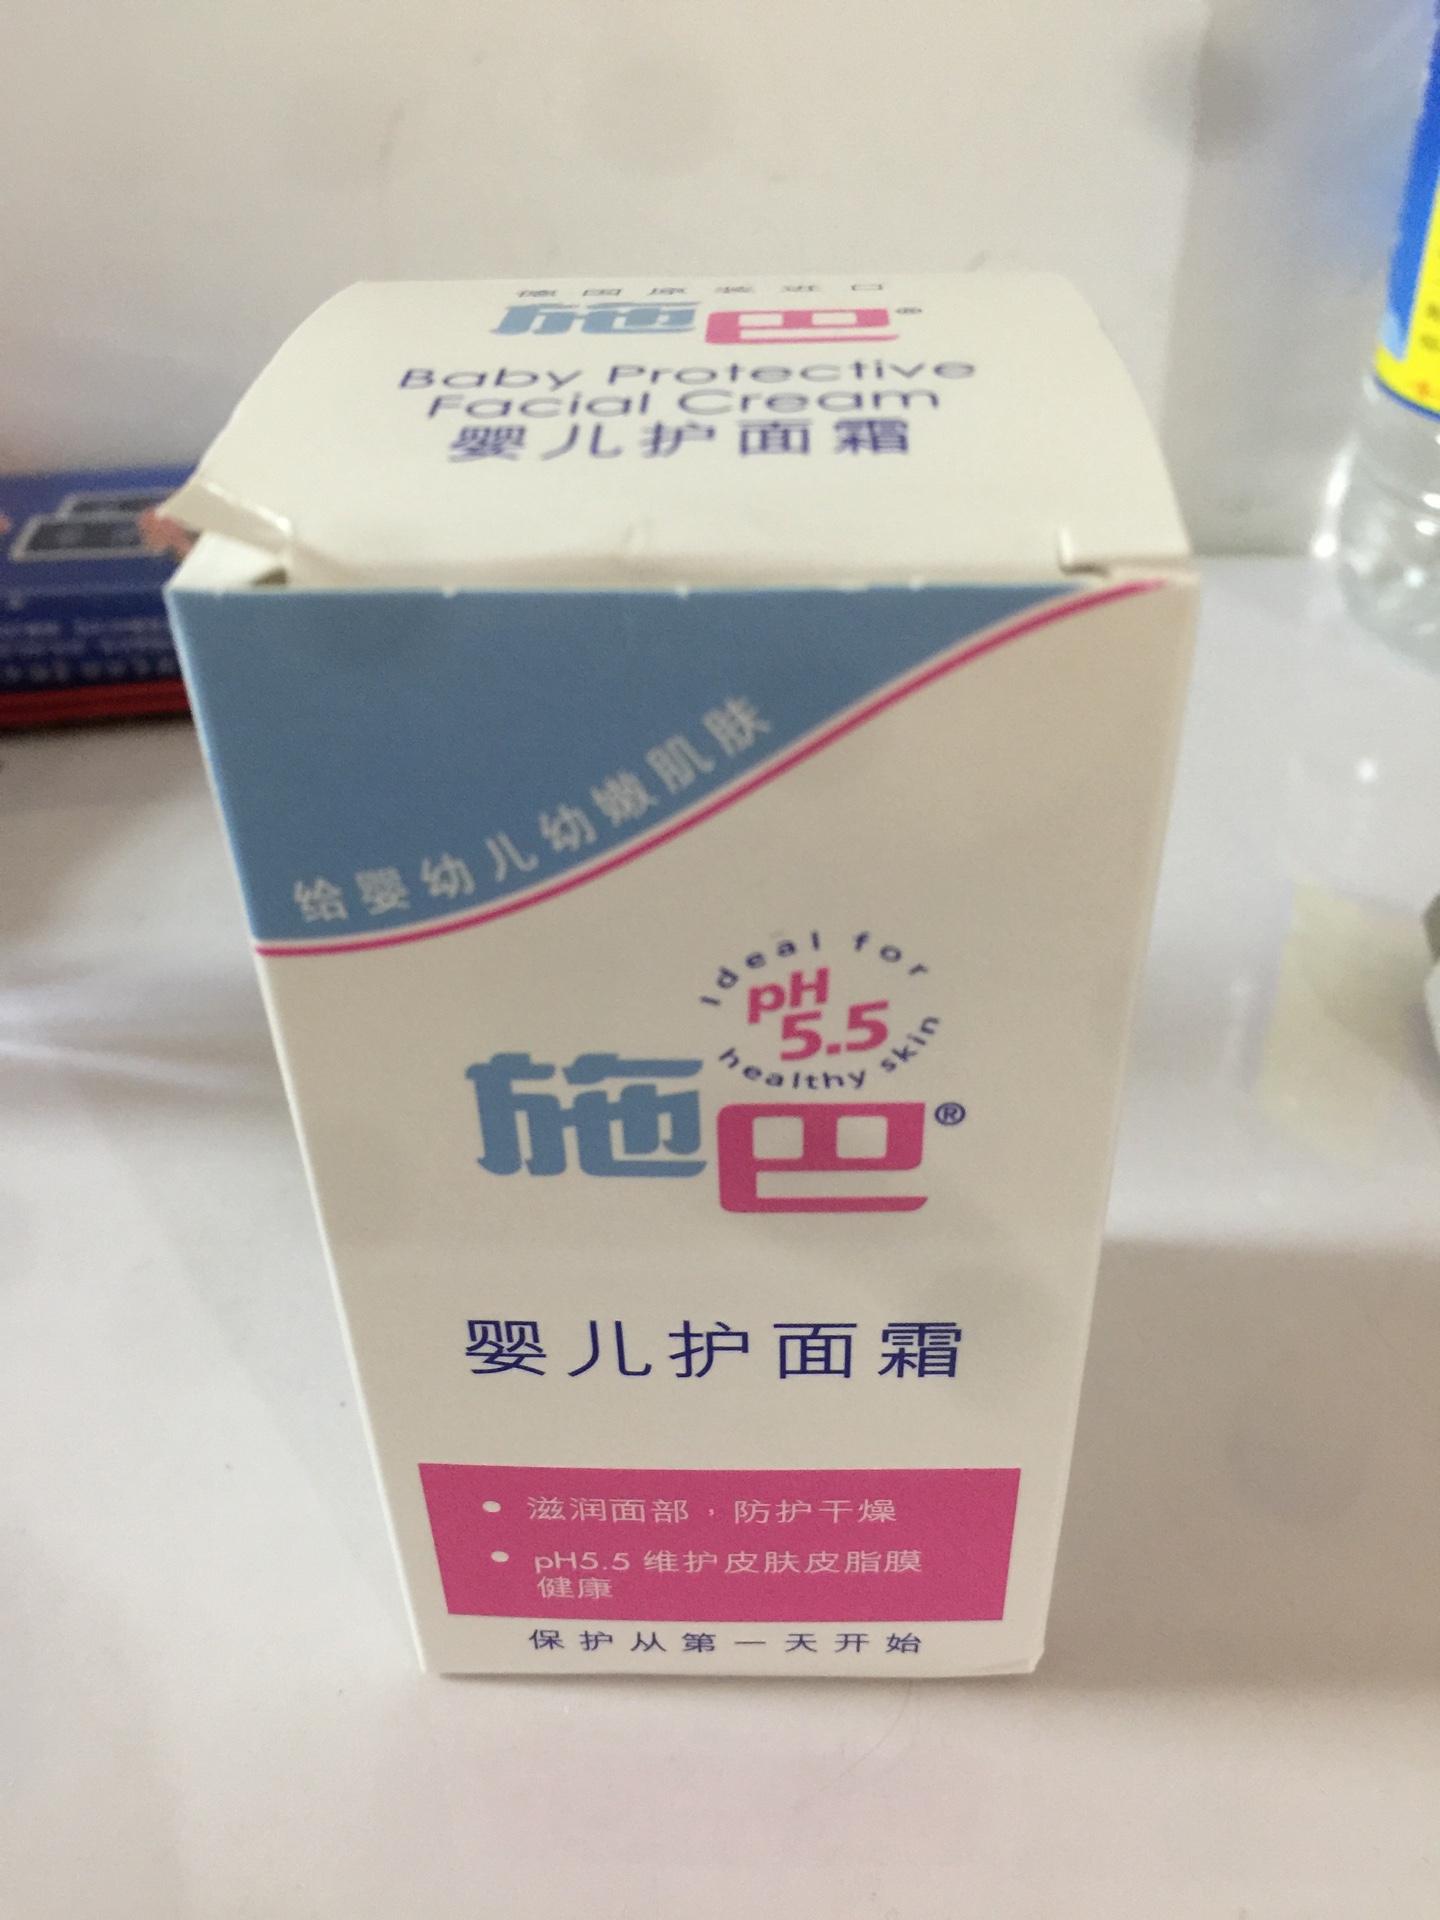 德国原装进口
施巴®
Baby Protective
Facial Cream
婴儿护面霜
给婴幼儿幼嫩肌肤
Ideal for
pH
5.5
healthy skin
施巴®
婴儿护面霜
• 滋润面部，防护干燥
• pH5.5 维护皮肤皮脂膜
健康
保护从第一天开始